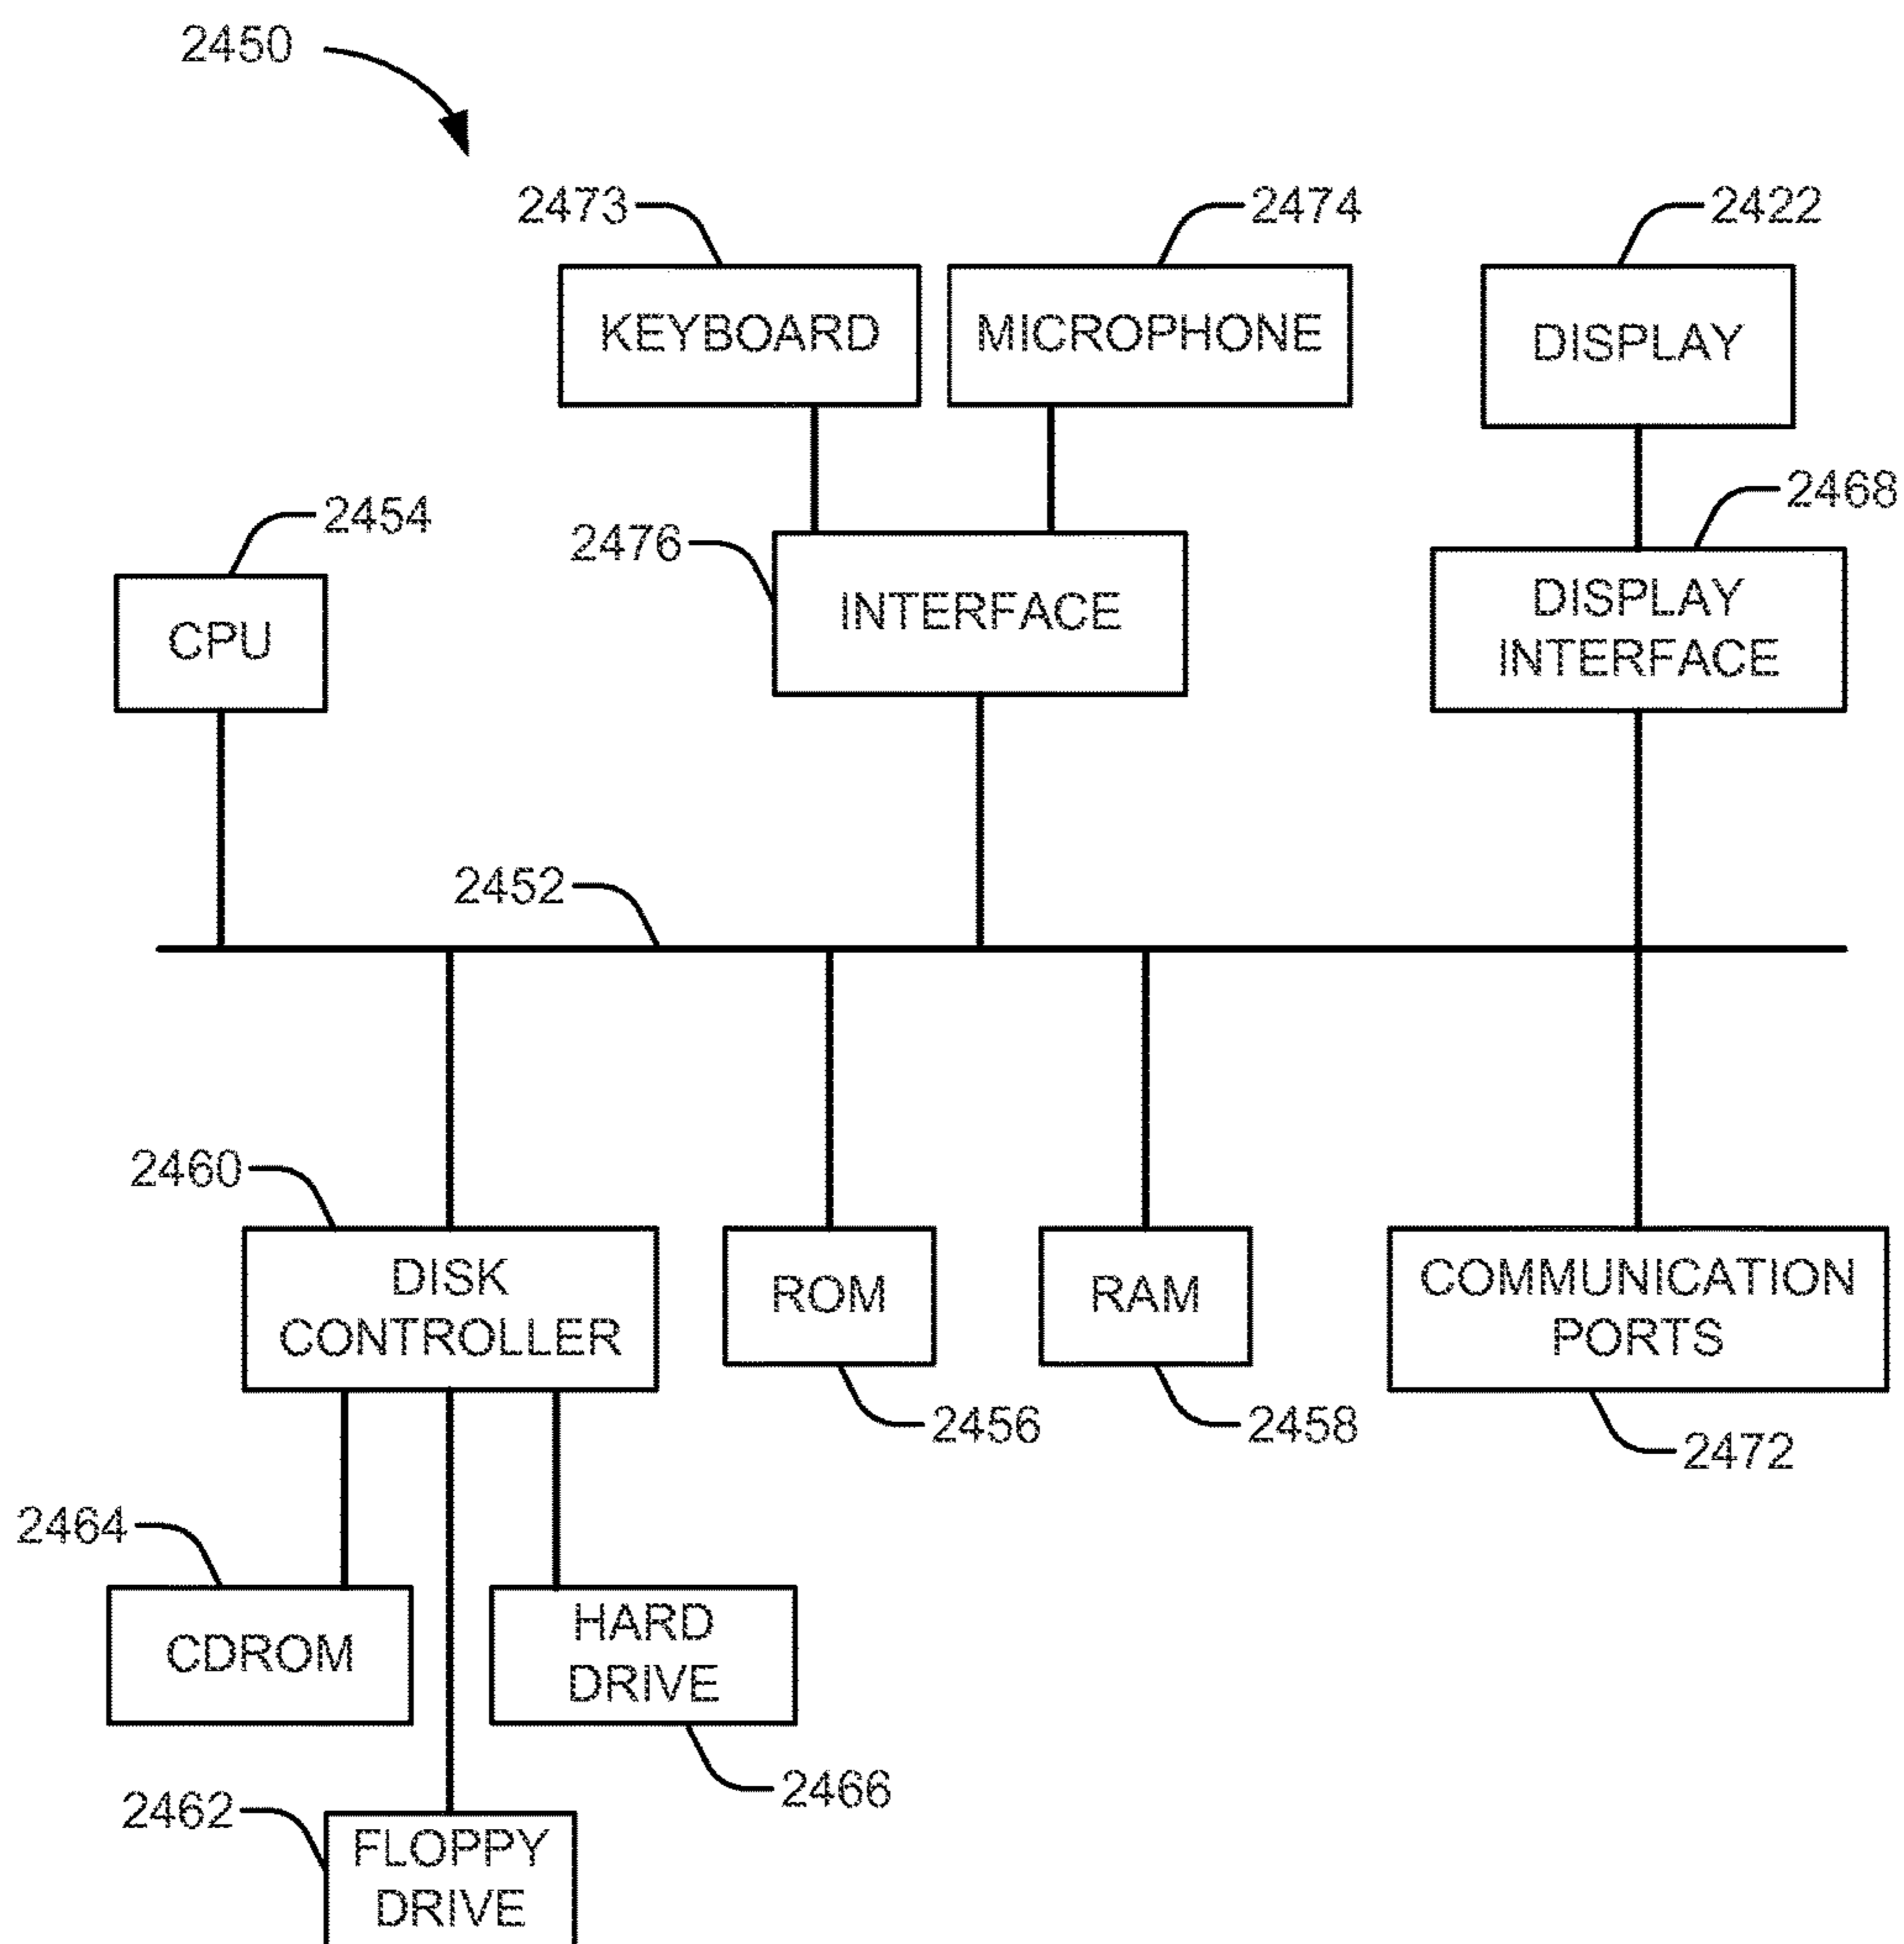 2450
2473
2474
2422
KEYBOARD
MICROPHONE
DISPLAY
2468
2454
2476
DISPLAY
INTERFACE
INTERFACE
CPU
2452
2460
DISK
CONTROLLER
ROM
RAM
COMMUNICATION
PORTS
2456
2458
2472
2464
CDROM
HARD
DRIVE
2466
2462
FLOPPY
DRIVE